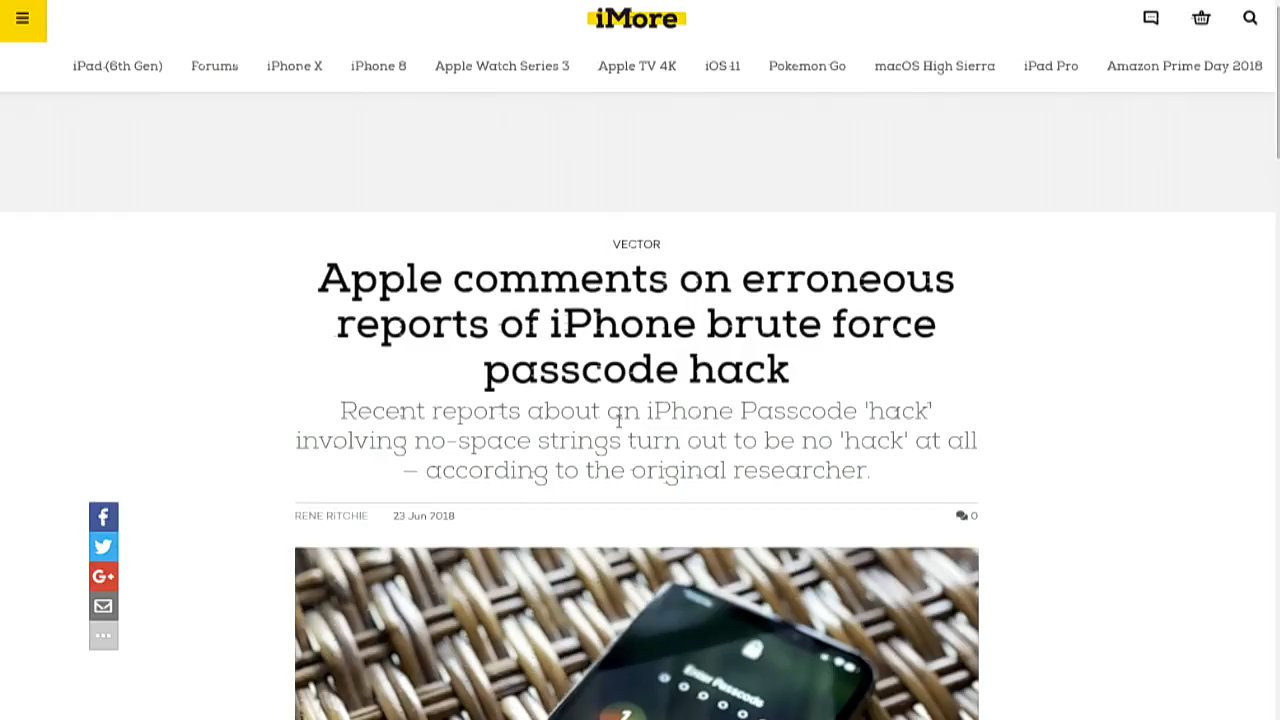 iMore
iPad (6th Gen) Forums iPhone X iPhone 8 Apple Watch Series 3 Apple TV 4K iOS 11 Pokemon Go macOS High Sierra iPad Pro Amazon Prime Day 2018
VECTOR
Apple comments on erroneous
reports of iPhone brute force
passcode hack
Recent reports about an iPhone Passcode 'hack'
involving no-space strings turn out to be no 'hack' at all
— according to the original researcher.
RENE RITCHIE 23 Jun 2018 0
f
G+
Enter Passcode